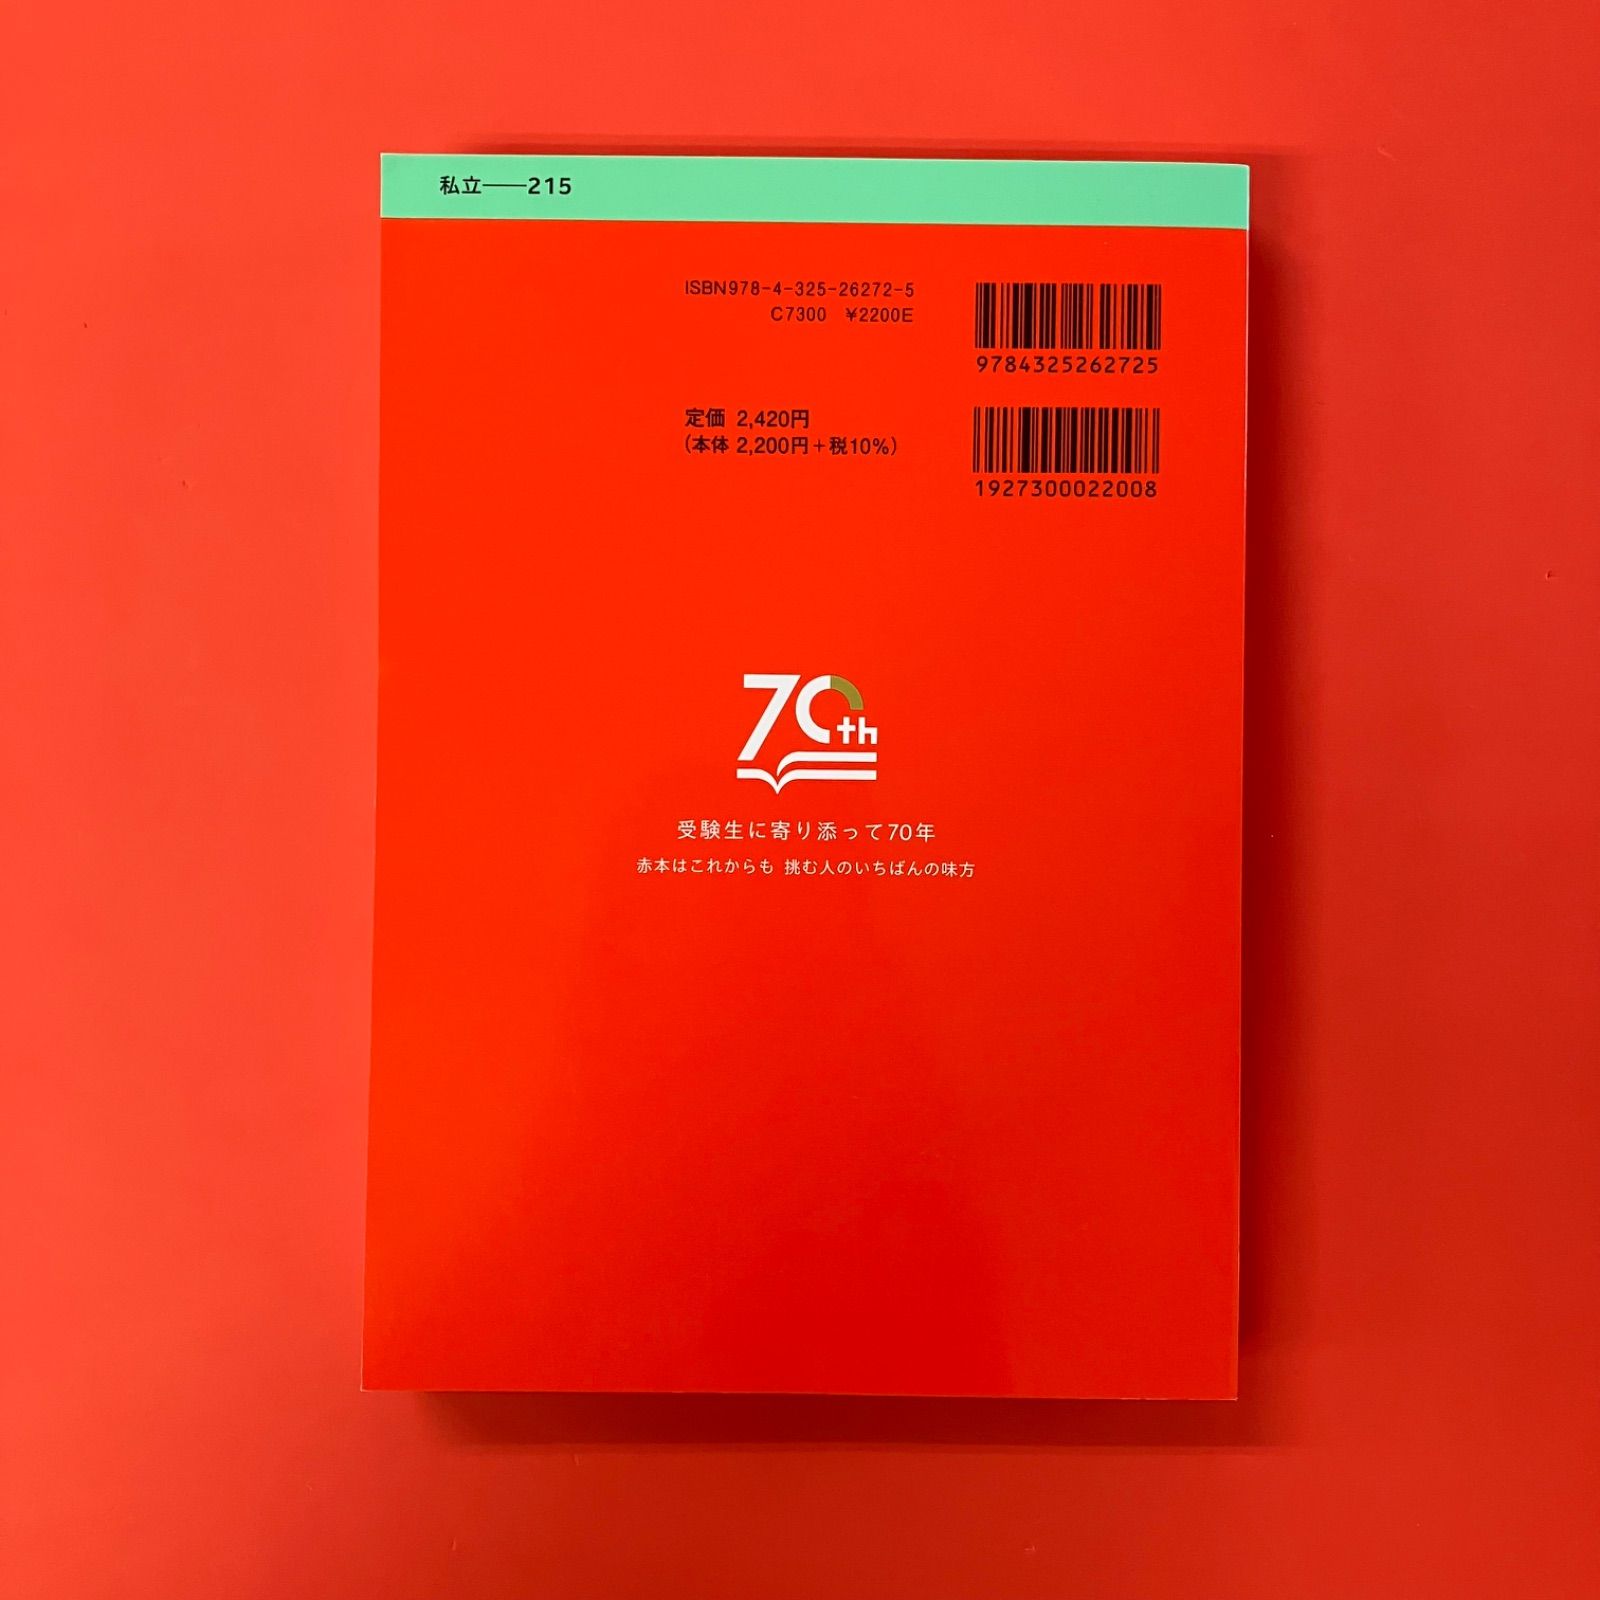 私立──215
ISBN978-4-325-26272-5
C7300 ¥2200E
9784325262725
定価 2,420円
(本体 2,200円+税10%)
1927300022008
70th
受験生に寄り添って70年
赤本はこれからも 挑む人のいちばんの味方